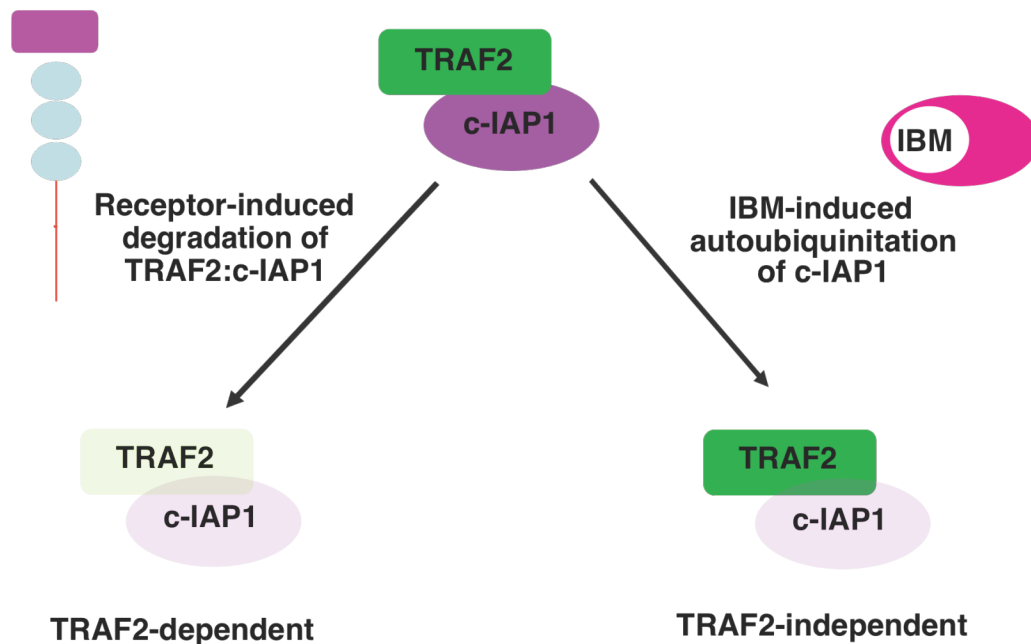 TRAF2
c-IAP1
IBM
Receptor-induced
degradation of
TRAF2:c-IAP1
IBM-induced
autoubiquinitation
of c-IAP1
TRAF2
c-IAP1
TRAF2
c-IAP1
TRAF2-dependent
TRAF2-independent